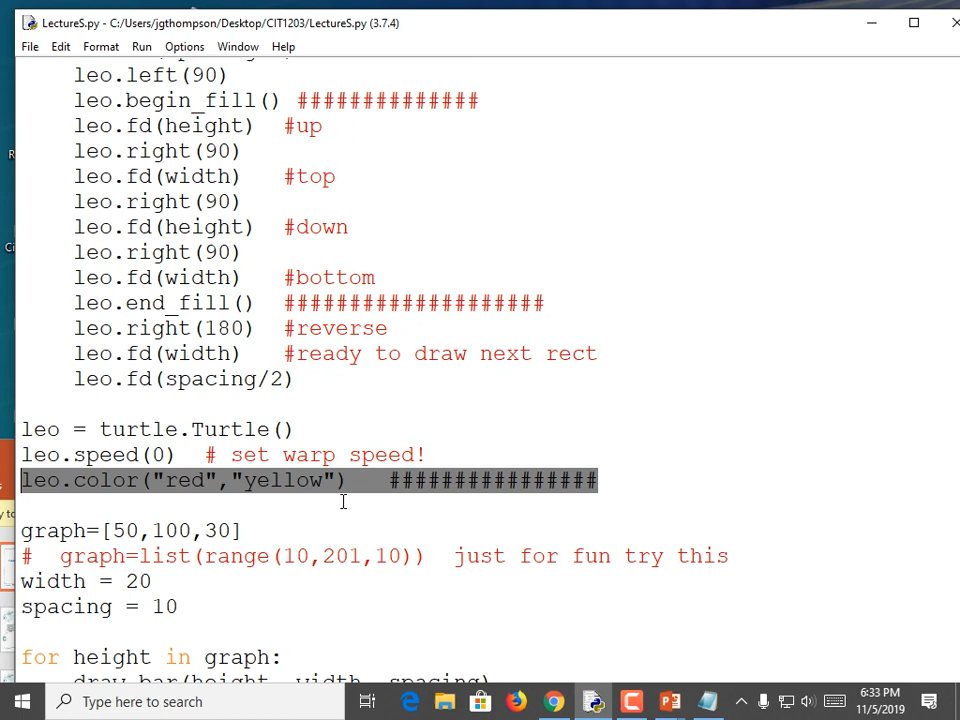 LectureS.py - C:/Users/jgthompson/Desktop/CIT1203/LectureS.py (3.7.4)
File Edit Format Run Options Window Help
leo.left(90)
leo.begin_fill() ##############
leo.fd(height) #up
leo.right(90)
leo.fd(width) #top
leo.right(90)
leo.fd(height) #down
leo.right(90)
leo.fd(width) #bottom
leo.end_fill() ####################
leo.right(180) #reverse
leo.fd(width) #ready to draw next rect
leo.fd(spacing/2)
leo = turtle.Turtle()
leo.speed(0) # set warp speed!
leo.color("red","yellow") ################
graph=[50,100,30]
# graph=list(range(10,201,10)) just for fun try this
width = 20
spacing = 10
for height in graph:
draw_bar(height, width, spacing)
Type here to search
6:33 PM
11/5/2019